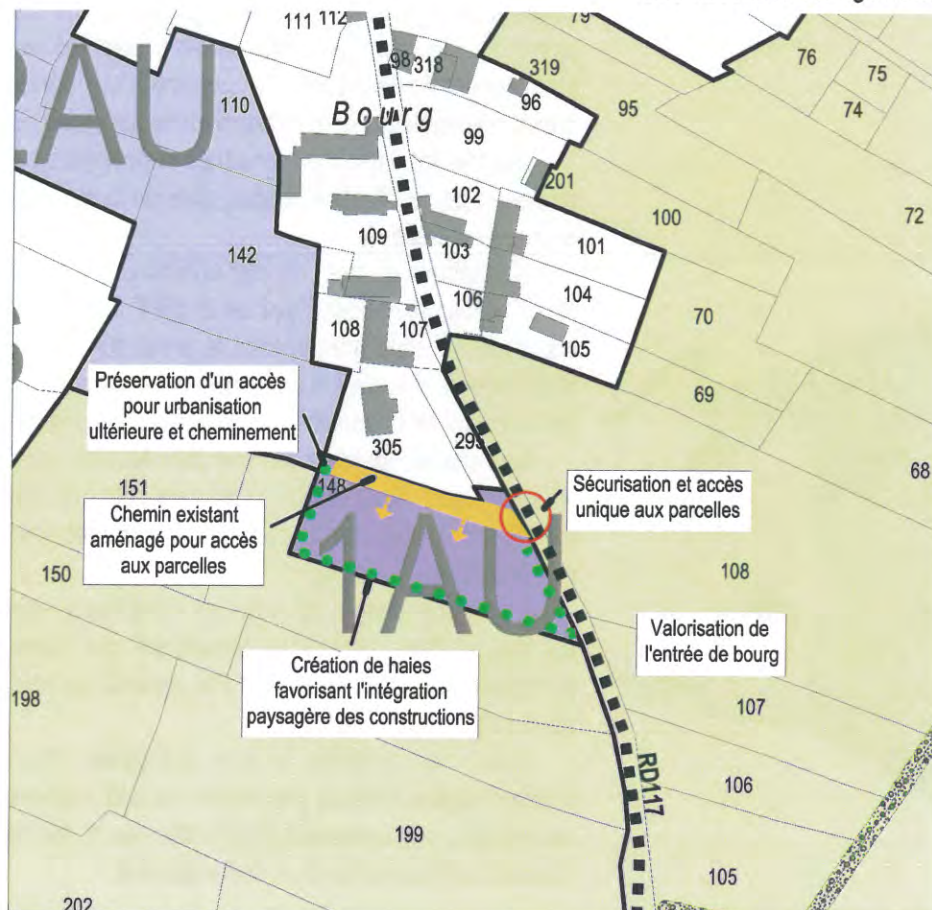 111
112
79
98
318
319
96
76
75
74
2AU
110
Bourg
99
95
201
102
100
72
142
109
103
101
106
104
70
108
107
105
69
Préservation d'un accès
pour urbanisation
ultérieure et cheminement
305
293
68
151
148
Sécurisation et accès
unique aux parcelles
Chemin existant
aménagé pour accès
aux parcelles
1AU
150
108
Valorisation de
l'entrée de bourg
Création de haies
favorisant l'intégration
paysagère des constructions
198
107
RD117
106
199
105
202